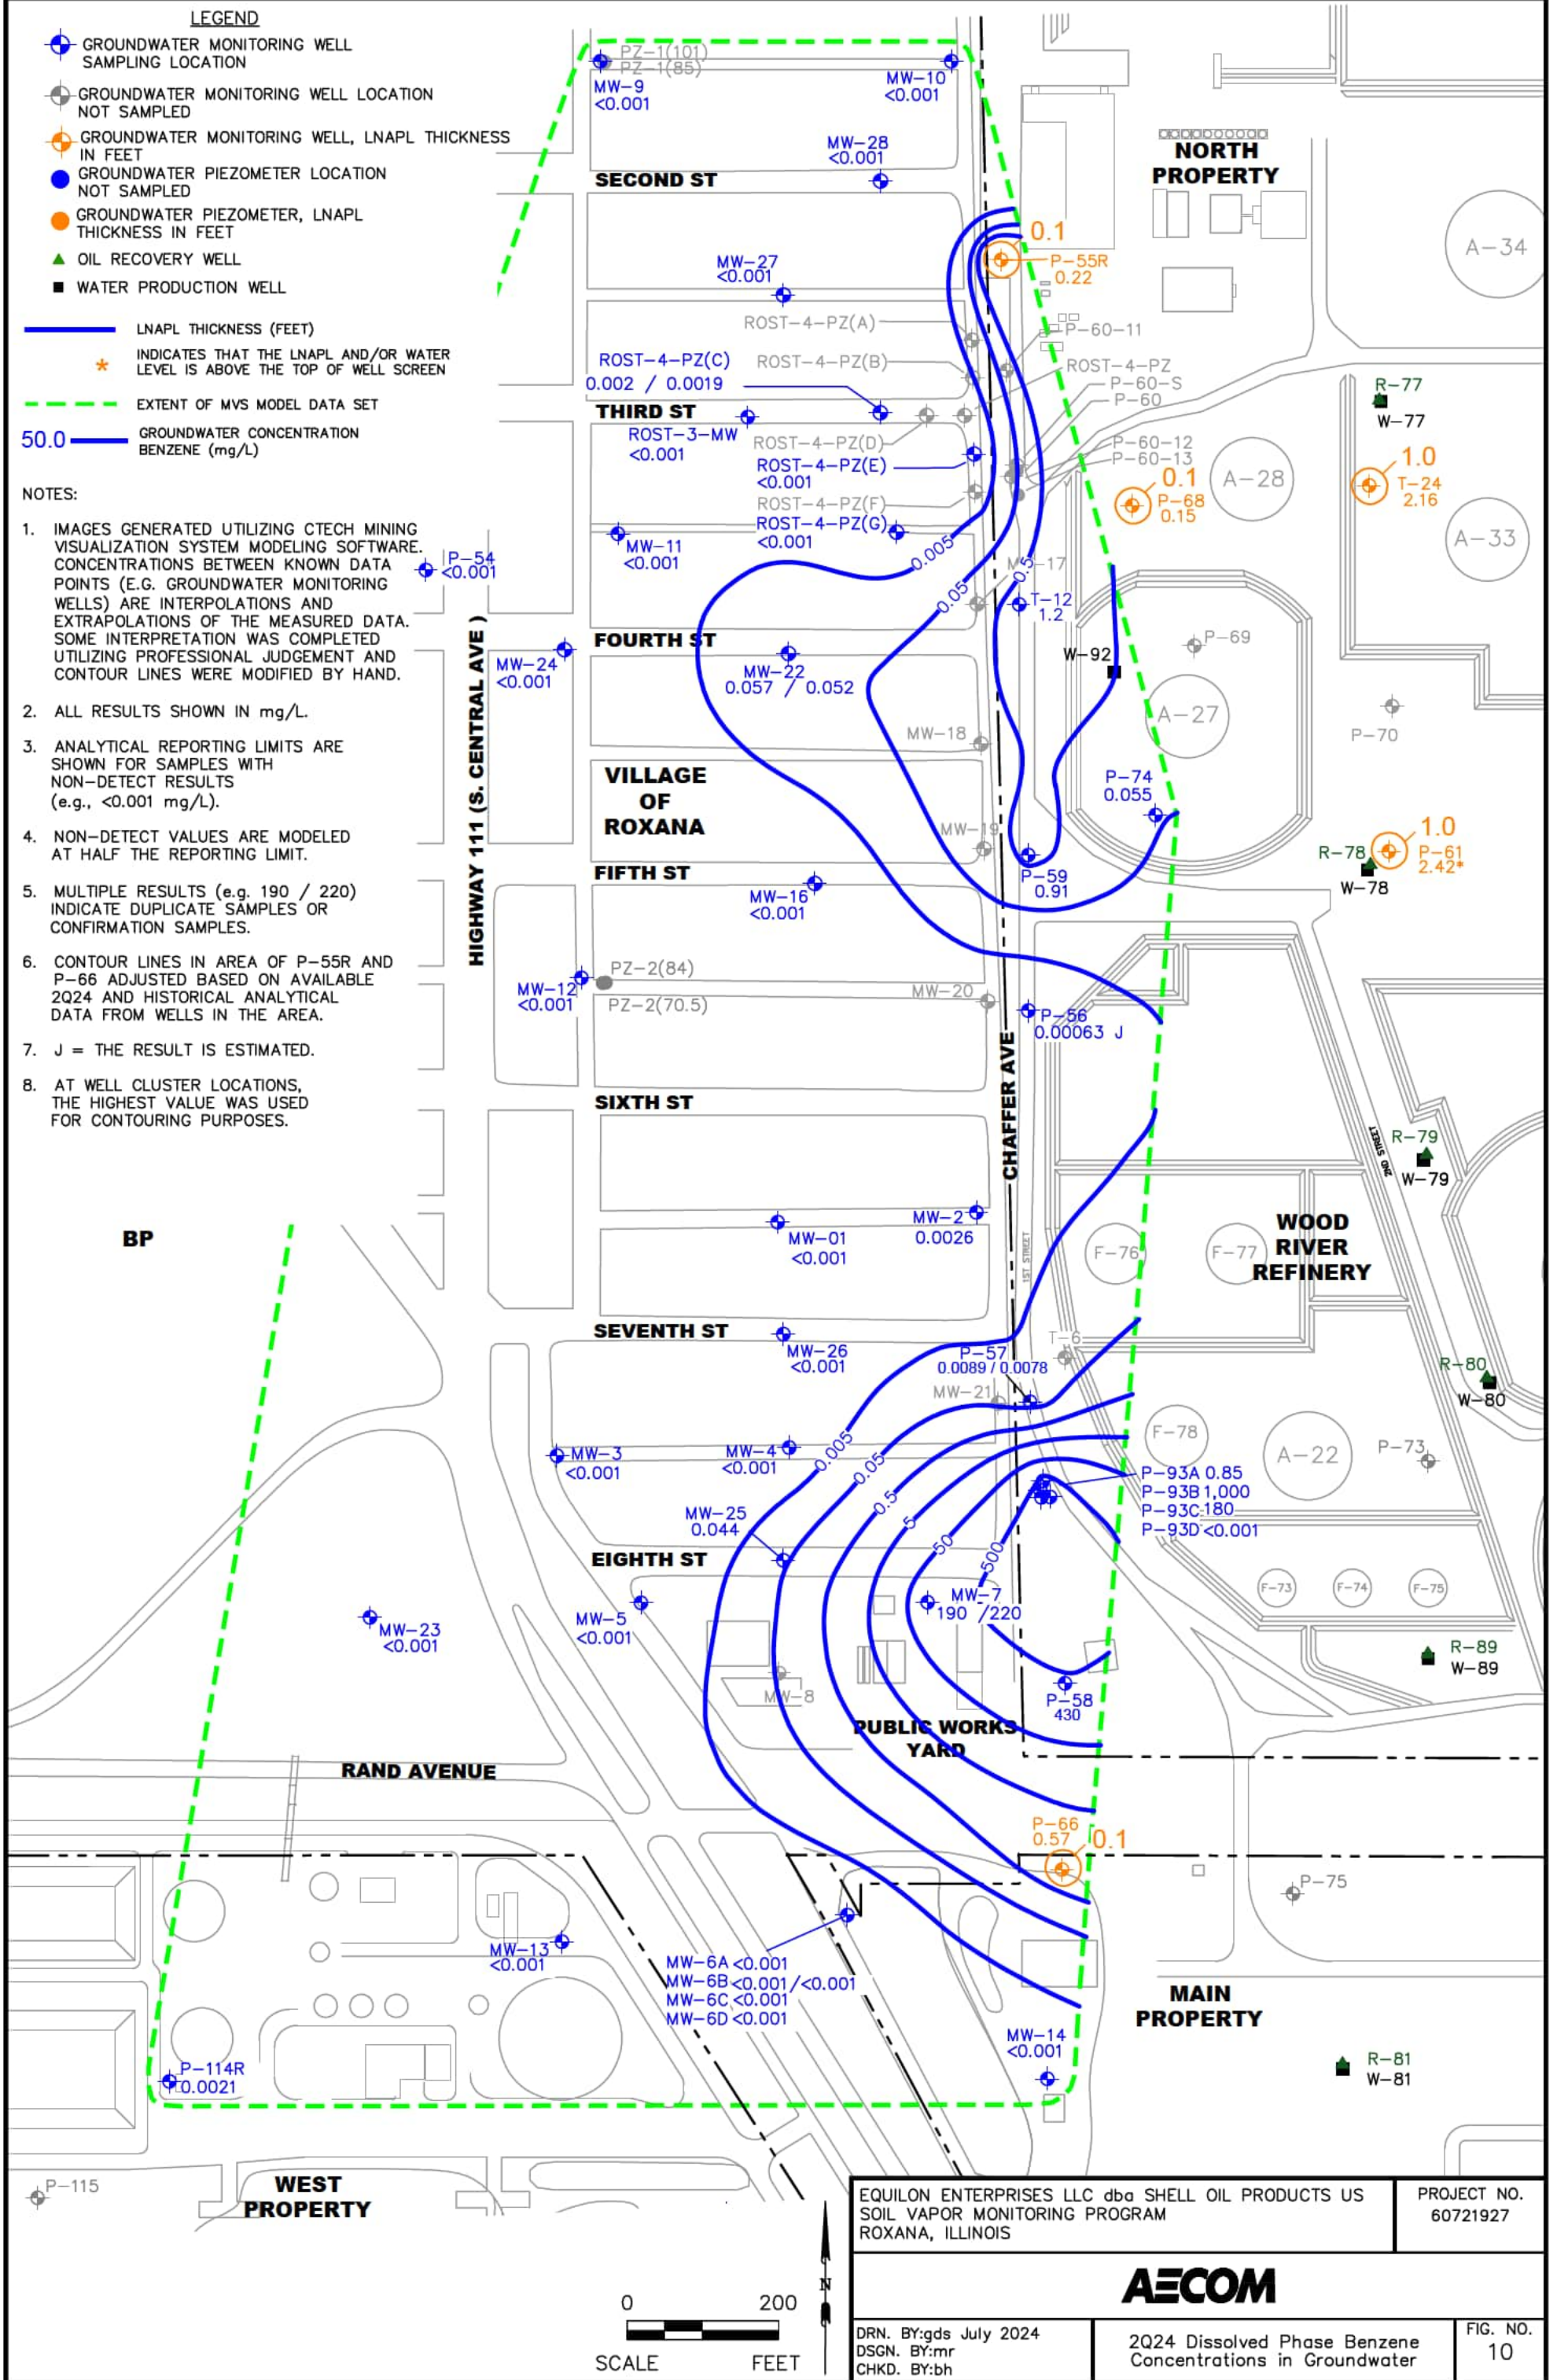 LEGEND
GROUNDWATER MONITORING WELL
SAMPLING LOCATION
GROUNDWATER MONITORING WELL LOCATION
NOT SAMPLED
GROUNDWATER MONITORING WELL, LNAPL THICKNESS
IN FEET
GROUNDWATER PIEZOMETER LOCATION
NOT SAMPLED
GROUNDWATER PIEZOMETER, LNAPL
THICKNESS IN FEET
OIL RECOVERY WELL
WATER PRODUCTION WELL
LNAPL THICKNESS (FEET)
* INDICATES THAT THE LNAPL AND/OR WATER
LEVEL IS ABOVE THE TOP OF WELL SCREEN
EXTENT OF MVS MODEL DATA SET
50.0 GROUNDWATER CONCENTRATION
BENZENE (mg/L)
NOTES:
1. IMAGES GENERATED UTILIZING CTECH MINING
VISUALIZATION SYSTEM MODELING SOFTWARE.
CONCENTRATIONS BETWEEN KNOWN DATA
POINTS (E.G. GROUNDWATER MONITORING
WELLS) ARE INTERPOLATIONS AND
EXTRAPOLATIONS OF THE MEASURED DATA.
SOME INTERPRETATION WAS COMPLETED
UTILIZING PROFESSIONAL JUDGEMENT AND
CONTOUR LINES WERE MODIFIED BY HAND.
2. ALL RESULTS SHOWN IN mg/L.
3. ANALYTICAL REPORTING LIMITS ARE
SHOWN FOR SAMPLES WITH
NON-DETECT RESULTS
(e.g., <0.001 mg/L).
4. NON-DETECT VALUES ARE MODELED
AT HALF THE REPORTING LIMIT.
5. MULTIPLE RESULTS (e.g. 190 / 220)
INDICATE DUPLICATE SAMPLES OR
CONFIRMATION SAMPLES.
6. CONTOUR LINES IN AREA OF P-55R AND
P-66 ADJUSTED BASED ON AVAILABLE
2Q24 AND HISTORICAL ANALYTICAL
DATA FROM WELLS IN THE AREA.
7. J = THE RESULT IS ESTIMATED.
8. AT WELL CLUSTER LOCATIONS,
THE HIGHEST VALUE WAS USED
FOR CONTOURING PURPOSES.
PZ-1(101)
PZ-1(85)
MW-9
<0.001
MW-10
<0.001
MW-28
<0.001
SECOND ST
NORTH
PROPERTY
A-34
0.1
P-55R
0.22
MW-27
<0.001
ROST-4-PZ(A)
P-60-11
ROST-4-PZ(C)
0.002 / 0.0019
ROST-4-PZ(B)
ROST-4-PZ
P-60-S
P-60
R-77
W-77
THIRD ST
ROST-3-MW
<0.001
ROST-4-PZ(D)
P-60-12
P-60-13
ROST-4-PZ(E)
<0.001
ROST-4-PZ(F)
ROST-4-PZ(G)
<0.001
0.1
P-68
0.15
A-28
1.0
T-24
2.16
A-33
MW-11
<0.001
P-54
<0.001
0.005
0.05
0.5
MW-17
T-12
1.2
FOURTH ST
MW-24
<0.001
MW-22
0.057 / 0.052
W-92
P-69
A-27
P-70
MW-18
HIGHWAY 111 (S. CENTRAL AVE )
VILLAGE
OF
ROXANA
P-74
0.055
MW-19
P-59
0.91
R-78
W-78
1.0
P-61
2.42*
FIFTH ST
MW-16
<0.001
MW-12
<0.001
PZ-2(84)
PZ-2(70.5)
MW-20
P-56
0.00063 J
CHAFFER AVE
SIXTH ST
2ND STREET
R-79
W-79
BP
MW-01
<0.001
MW-2
0.0026
1ST STREET
F-76
F-77
WOOD
RIVER
REFINERY
SEVENTH ST
MW-26
<0.001
P-57
0.0089 / 0.0078
T-6
MW-21
R-80
W-80
MW-3
<0.001
MW-4
<0.001
0.005
0.05
0.5
5
50
500
F-78
A-22
P-73
P-93A 0.85
P-93B 1,000
P-93C 180
P-93D <0.001
MW-25
0.044
EIGHTH ST
MW-5
<0.001
MW-7
190 / 220
F-73
F-74
F-75
MW-23
<0.001
MW-8
P-58
430
R-89
W-89
PUBLIC WORKS
YARD
RAND AVENUE
P-66
0.57
0.1
P-75
MW-13
<0.001
MW-6A <0.001
MW-6B <0.001/<0.001
MW-6C <0.001
MW-6D <0.001
MAIN
PROPERTY
MW-14
<0.001
P-114R
0.0021
R-81
W-81
P-115
WEST
PROPERTY
N
0 200
SCALE FEET
EQUILON ENTERPRISES LLC dba SHELL OIL PRODUCTS US
SOIL VAPOR MONITORING PROGRAM
ROXANA, ILLINOIS
PROJECT NO.
60721927
AECOM
DRN. BY:gds July 2024
DSGN. BY:mr
CHKD. BY:bh
2Q24 Dissolved Phase Benzene
Concentrations in Groundwater
FIG. NO.
10